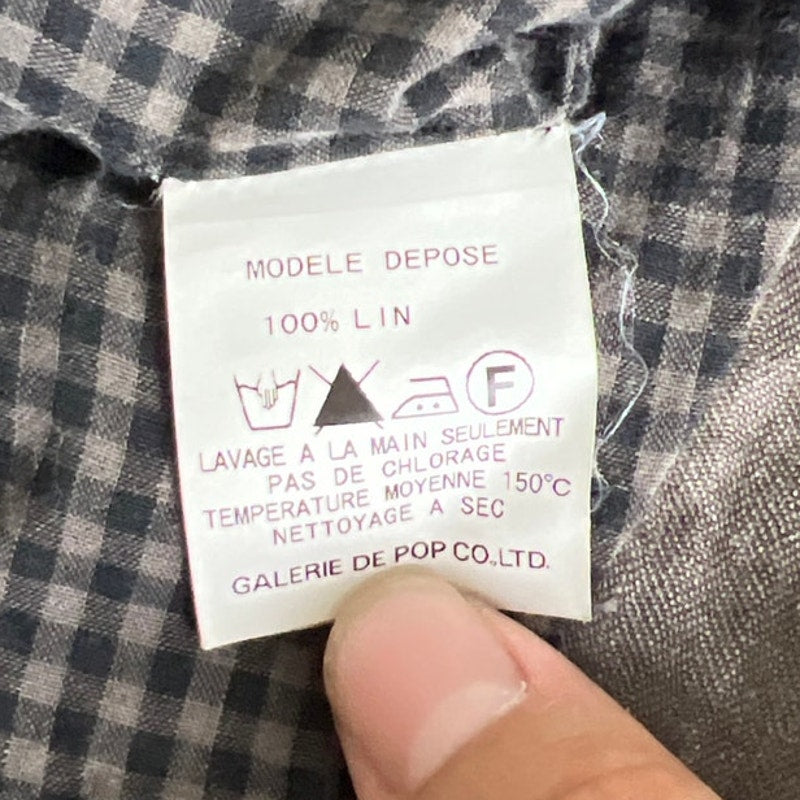 MODELE DEPOSE
100% LIN
F
LAVAGE A LA MAIN SEULEMENT
PAS DE CHLORAGE
TEMPERATURE MOYENNE 150°C
NETTOYAGE A SEC
GALERIE DE POP CO.,LTD.